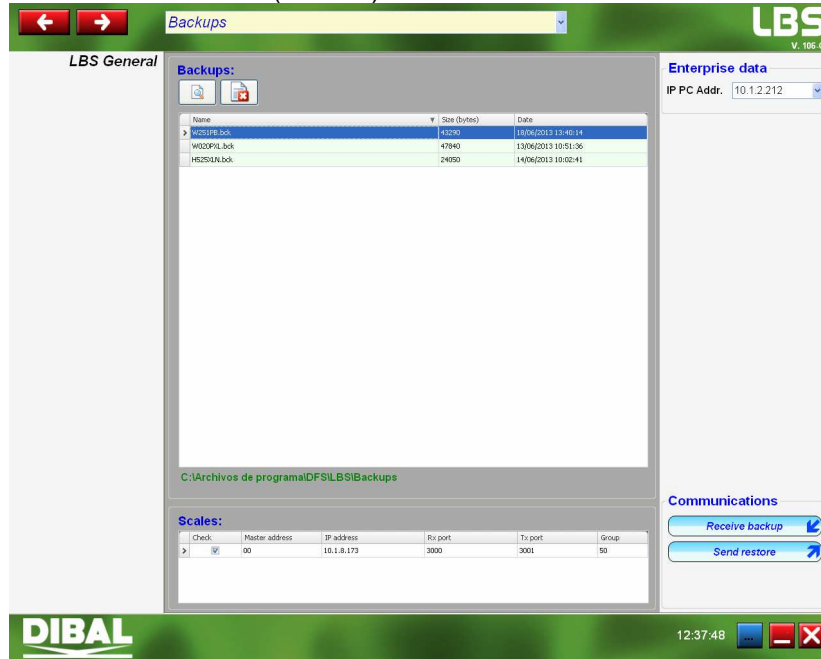 Backups
LBS
V. 106.
LBS General
Backups:
Name Size (bytes) Date
W251PB.bck 43290 18/06/2013 13:40:14
W020PXL.bck 47840 13/06/2013 10:51:36
H525XLN.bck 24050 14/06/2013 10:02:41
C:\Archivos de programa\DFS\LBS\Backups
Scales:
Check Master address IP address Rx port Tx port Group
00 10.1.8.173 3000 3001 50
Enterprise data
IP PC Addr. 10.1.2.212
Communications
Receive backup
Send restore
DIBAL
12:37:48 ...